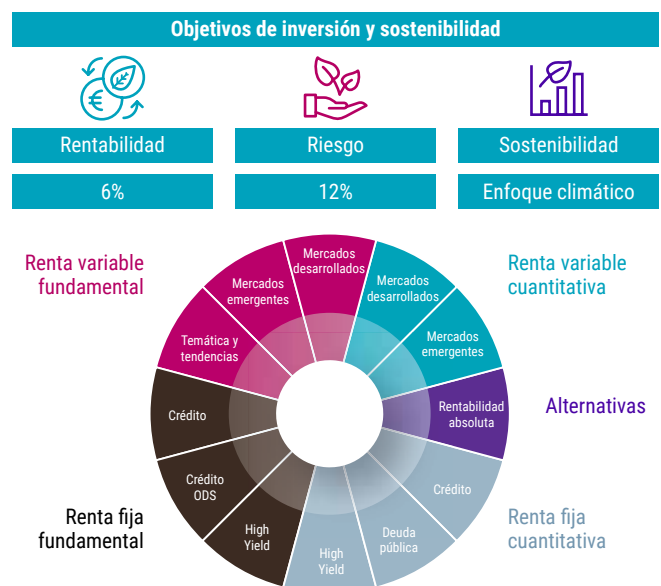 Objetivos de inversión y sostenibilidad
€
Rentabilidad
Riesgo
Sostenibilidad
6%
12%
Enfoque climático
Renta variable
fundamental
Renta variable
cuantitativa
Mercados
desarrollados
Mercados
emergentes
Mercados
desarrollados
Temática y
tendencias
Mercados
emergentes
Crédito
Rentabilidad
absoluta
Alternativas
Crédito
ODS
Crédito
High
Yield
High
Yield
Deuda
pública
Renta fija
fundamental
Renta fija
cuantitativa